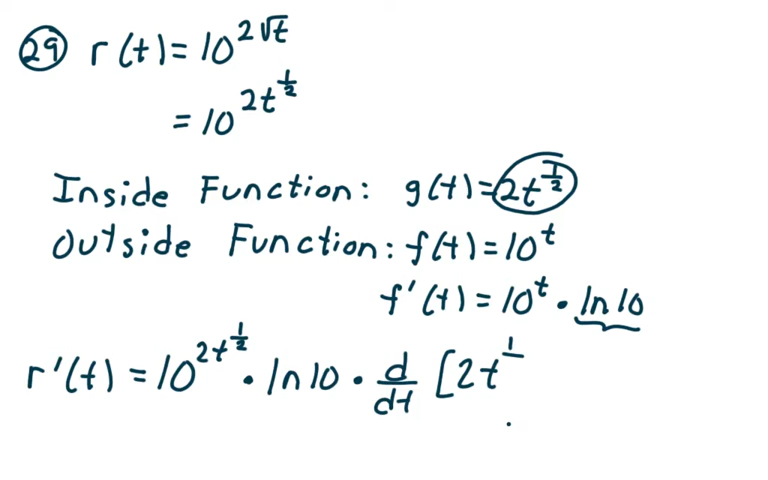 29 r(t) = 10^{2√t}
= 10^{2t^{1/2}}
Inside Function: g(t) = 2t^{1/2}
Outside Function: f(t) = 10^t
f'(t) = 10^t · ln 10
r'(t) = 10^{2t^{1/2}} · ln 10 · d/dt [2t^{1/